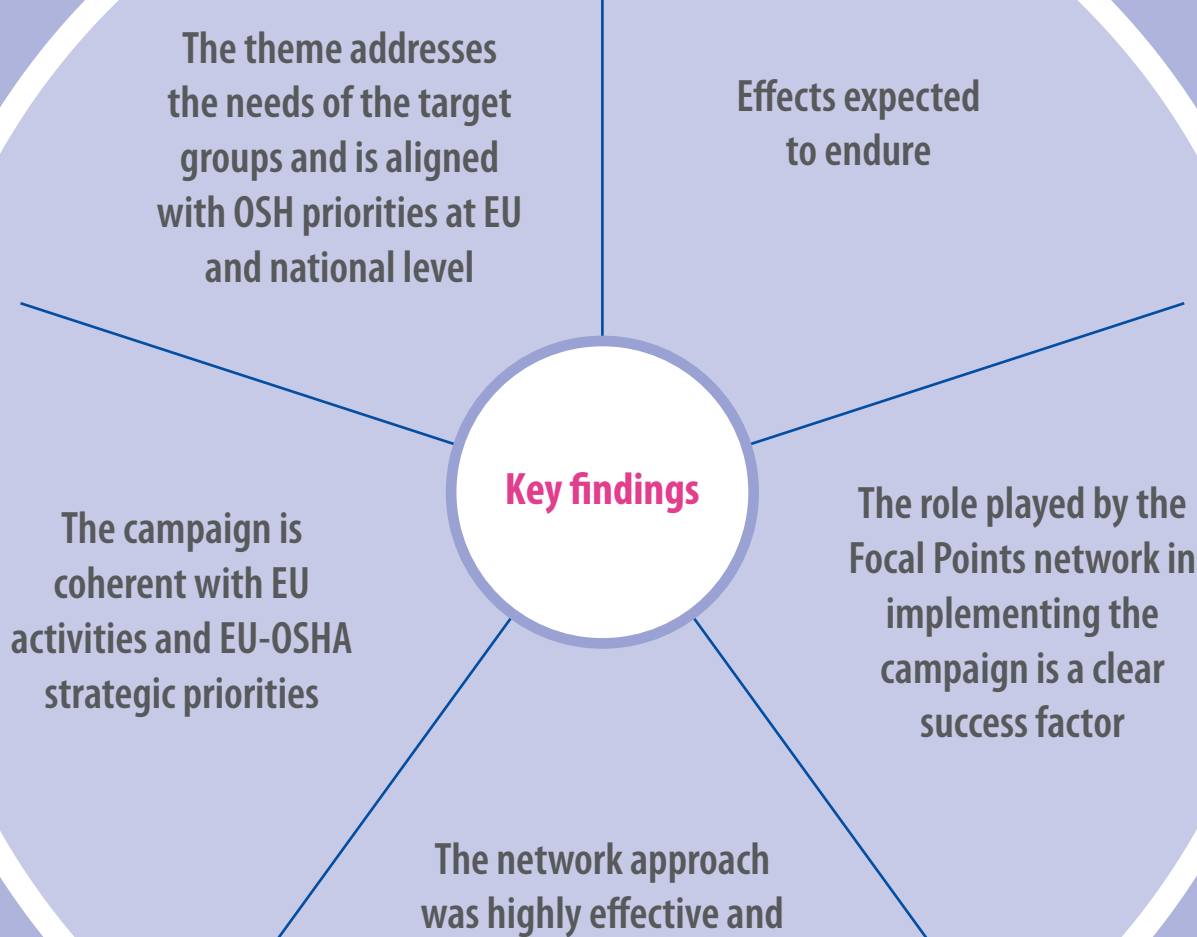 The theme addresses
the needs of the target
groups and is aligned
with OSH priorities at EU
and national level
Effects expected
to endure
Key findings
The campaign is
coherent with EU
activities and EU-OSHA
strategic priorities
The role played by the
Focal Points network in
implementing the
campaign is a clear
success factor
The network approach
was highly effective and